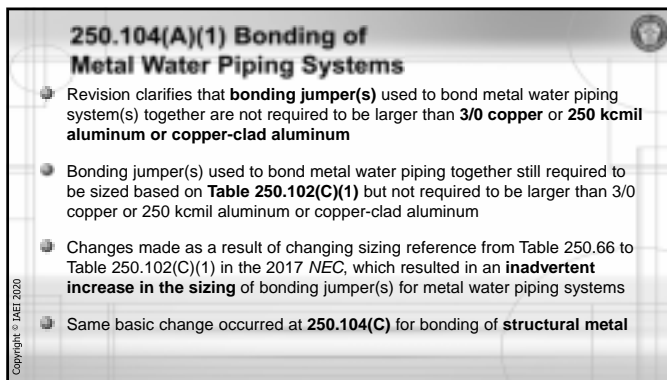 250.104(A)(1) Bonding of
Metal Water Piping Systems
Revision clarifies that bonding jumper(s) used to bond metal water piping
system(s) together are not required to be larger than 3/0 copper or 250 kcmil
aluminum or copper-clad aluminum
Bonding jumper(s) used to bond metal water piping together still required to
be sized based on Table 250.102(C)(1) but not required to be larger than 3/0
copper or 250 kcmil aluminum or copper-clad aluminum
Changes made as a result of changing sizing reference from Table 250.66 to
Table 250.102(C)(1) in the 2017 NEC, which resulted in an inadvertent
increase in the sizing of bonding jumper(s) for metal water piping systems
Same basic change occurred at 250.104(C) for bonding of structural metal
Copyright © IAEI 2020